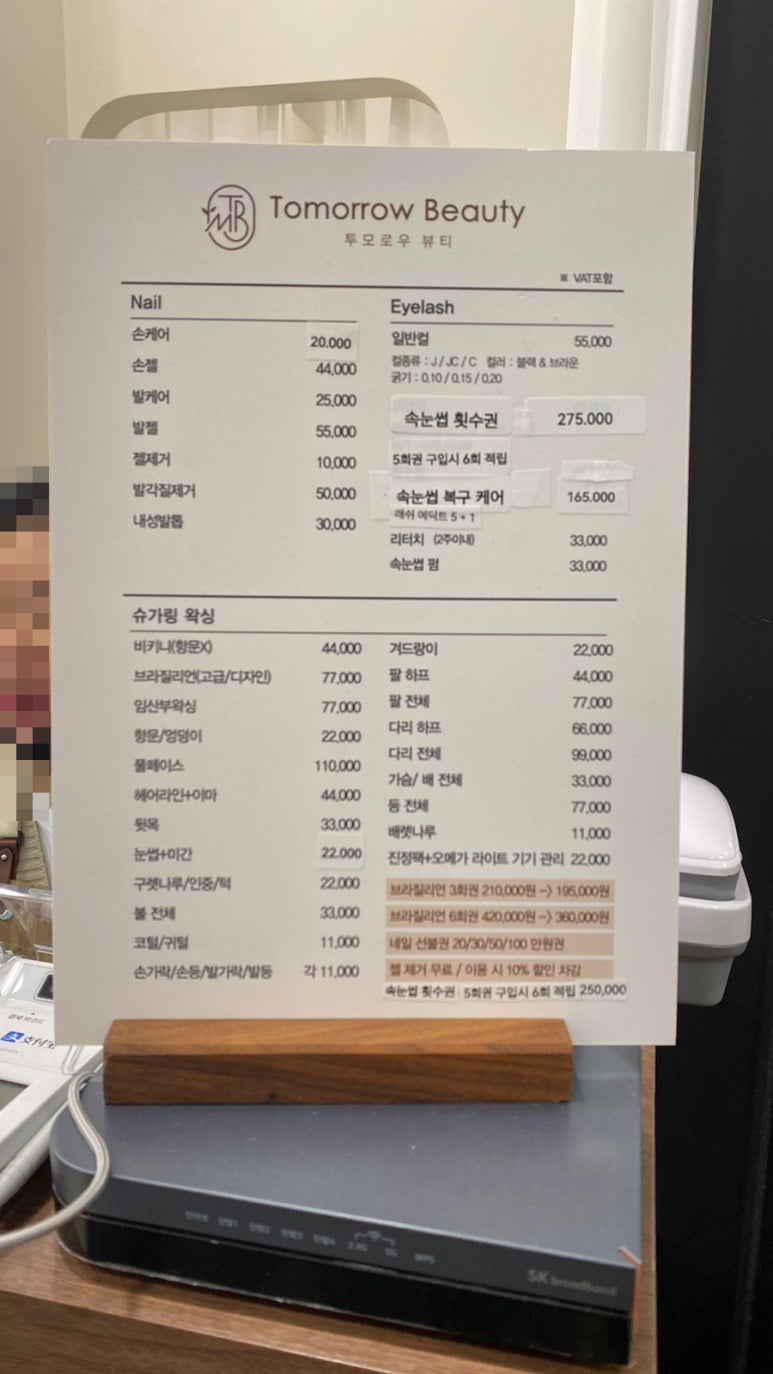 TMRB
Tomorrow Beauty
투모로우 뷰티
※ VAT포함
Nail
손케어 20.000
손젤 44,000
발케어 25,000
발젤 55,000
젤제거 10,000
발각질제거 50,000
내성발톱 30,000
Eyelash
일반컬 55,000
컬종류 : J / JC / C 컬러 : 블랙 & 브라운
굵기 : 0.10 / 0.15 / 0.20
속눈썹 횟수권 275.000
5회권 구입시 6회 적립
속눈썹 복구 케어 165.000
래쉬 에딕트 5 + 1
리터치 (2주이내) 33,000
속눈썹 펌 33,000
슈가링 왁싱
비키니(항문X) 44,000
브라질리언(고급/디자인) 77,000
임산부왁싱 77,000
항문/엉덩이 22,000
풀페이스 110,000
헤어라인+이마 44,000
뒷목 33,000
눈썹+미간 22.000
구렛나루/인중/턱 22,000
볼 전체 33,000
코털/귀털 11,000
손가락/손등/발가락/발등 각 11,000
겨드랑이 22,000
팔 하프 44,000
팔 전체 77,000
다리 하프 66,000
다리 전체 99,000
가슴/ 배 전체 33,000
등 전체 77,000
배렛나루 11,000
진정팩+오메가 라이트 기기 관리 22,000
브라질리언 3회권 210,000원 -> 195,000원
브라질리언 6회권 420,000원 -> 360,000원
네일 선불권 20/30/50/100 만원권
젤 제거 무료 / 이용 시 10% 할인 차감
속눈썹 횟수권 : 5회권 구입시 6회 적립 250,000
支付宝
2.4G 5G WPS
SK broadband